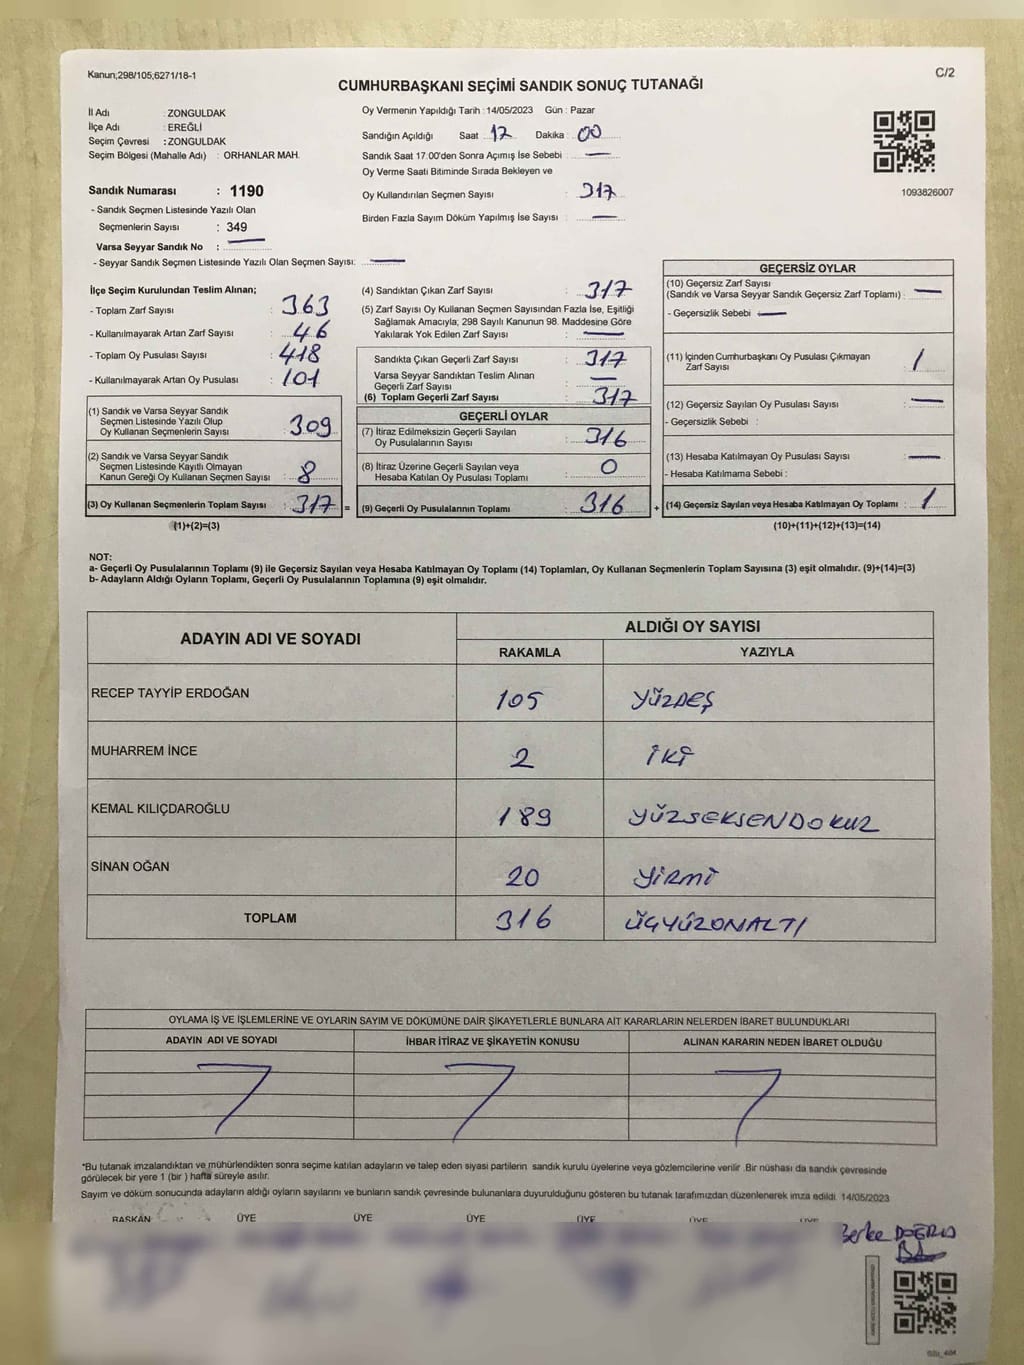 Kanun;298/105,6271/18-1
C/2
CUMHURBAŞKANI SEÇİMİ SANDIK SONUÇ TUTANAĞI
İl Adı : ZONGULDAK
İlçe Adı : EREĞLİ
Seçim Çevresi : ZONGULDAK
Seçim Bölgesi (Mahalle Adı) : ORHANLAR MAH.
Sandık Numarası : 1190
- Sandık Seçmen Listesinde Yazılı Olan
Seçmenlerin Sayısı : 349
Varsa Seyyar Sandık No : —
- Seyyar Sandık Seçmen Listesinde Yazılı Olan Seçmen Sayısı: —
Oy Vermenin Yapıldığı Tarih : 14/05/2023 Gün : Pazar
Sandığın Açıldığı Saat : 17 Dakika : 00
Sandık Saat 17.00'den Sonra Açımış İse Sebebi : —
Oy Verme Saati Bitiminde Sırada Bekleyen ve
Oy Kullandırılan Seçmen Sayısı : 317
Birden Fazla Sayım Döküm Yapılmış İse Sayısı : —
1093826007
İlçe Seçim Kurulundan Teslim Alınan;
- Toplam Zarf Sayısı : 363
- Kullanılmayarak Artan Zarf Sayısı : 46
- Toplam Oy Pusulası Sayısı : 418
- Kullanılmayarak Artan Oy Pusulası : 101
(1) Sandık ve Varsa Seyyar Sandık
Seçmen Listesinde Yazılı Olup
Oy Kullanan Seçmenlerin Sayısı : 309
(2) Sandık ve Varsa Seyyar Sandık
Seçmen Listesinde Kayıtlı Olmayan
Kanun Gereği Oy Kullanan Seçmen Sayısı : 8
(3) Oy Kullanan Seçmenlerin Toplam Sayısı : 317 =
(1)+(2)=(3)
(4) Sandıktan Çıkan Zarf Sayısı : 317
(5) Zarf Sayısı Oy Kullanan Seçmen Sayısından Fazla İse, Eşitliği
Sağlamak Amacıyla; 298 Sayılı Kanunun 98. Maddesine Göre
Yakılarak Yok Edilen Zarf Sayısı : —
Sandıkta Çıkan Geçerli Zarf Sayısı : 317
Varsa Seyyar Sandıktan Teslim Alınan
Geçerli Zarf Sayısı : —
(6) Toplam Geçerli Zarf Sayısı : 317
GEÇERLİ OYLAR
(7) İtiraz Edilmeksizin Geçerli Sayılan
Oy Pusulalarının Sayısı : 316
(8) İtiraz Üzerine Geçerli Sayılan veya
Hesaba Katılan Oy Pusulası Toplamı : 0
(9) Geçerli Oy Pusulalarının Toplamı : 316 +
GEÇERSİZ OYLAR
(10) Geçersiz Zarf Sayısı
(Sandık ve Varsa Seyyar Sandık Geçersiz Zarf Toplamı) : —
- Geçersizlik Sebebi : —
(11) İçinden Cumhurbaşkanı Oy Pusulası Çıkmayan
Zarf Sayısı : 1
(12) Geçersiz Sayılan Oy Pusulası Sayısı : —
- Geçersizlik Sebebi :
(13) Hesaba Katılmayan Oy Pusulası Sayısı : —
- Hesaba Katılmama Sebebi :
(14) Geçersiz Sayılan veya Hesaba Katılmayan Oy Toplamı : 1
(10)+(11)+(12)+(13)=(14)
NOT:
a- Geçerli Oy Pusulalarının Toplamı (9) ile Geçersiz Sayılan veya Hesaba Katılmayan Oy Toplamı (14) Toplamları, Oy Kullanan Seçmenlerin Toplam Sayısına (3) eşit olmalıdır. (9)+(14)=(3)
b- Adayların Aldığı Oyların Toplamı, Geçerli Oy Pusulalarının Toplamına (9) eşit olmalıdır.
ADAYIN ADI VE SOYADI
ALDIĞI OY SAYISI
RAKAMLA YAZIYLA
RECEP TAYYİP ERDOĞAN 105 YÜZBEŞ
MUHARREM İNCE 2 İKİ
KEMAL KILIÇDAROĞLU 189 YÜZSEKSENDOKUZ
SİNAN OĞAN 20 YİRMİ
TOPLAM 316 ÜÇYÜZONALTI
OYLAMA İŞ VE İŞLEMLERİNE VE OYLARIN SAYIM VE DÖKÜMÜNE DAİR ŞİKAYETLERLE BUNLARA AİT KARARLARIN NELERDEN İBARET BULUNDUKLARI
ADAYIN ADI VE SOYADI İHBAR İTİRAZ VE ŞİKAYETİN KONUSU ALINAN KARARIN NEDEN İBARET OLDUĞU
*Bu tutanak imzalandıktan ve mühürlendikten sonra seçime katılan adayların ve talep eden siyasi partilerin sandık kurulu üyelerine veya gözlemcilerine verilir .Bir nüshası da sandık çevresinde
görülecek bir yere 1 (bir ) hafta süreyle asılır.
Sayım ve döküm sonucunda adayların aldığı oyların sayılarını ve bunların sandık çevresinde bulunanlara duyurulduğunu gösteren bu tutanak tarafımızdan düzenlenerek imza edildi. 14/05/2023
BAŞKAN ÜYE ÜYE ÜYE ÜYE ÜYE ÜYE
Berke